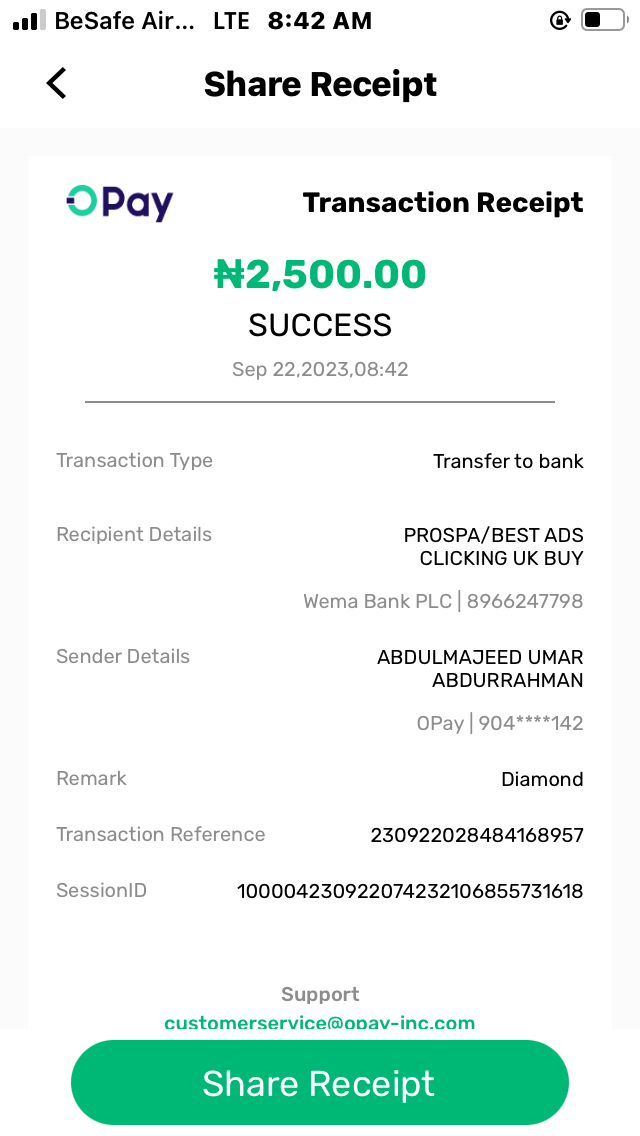 BeSafe Air... LTE 8:42 AM
Share Receipt
OPay Transaction Receipt
₦2,500.00
SUCCESS
Sep 22,2023,08:42
Transaction Type Transfer to bank
Recipient Details PROSPA/BEST ADS
CLICKING UK BUY
Wema Bank PLC | 8966247798
Sender Details ABDULMAJEED UMAR
ABDURRAHMAN
OPay | 904****142
Remark Diamond
Transaction Reference 230922028484168957
SessionID 100004230922074232106855731618
Support
customerservice@opay-inc.com
Share Receipt